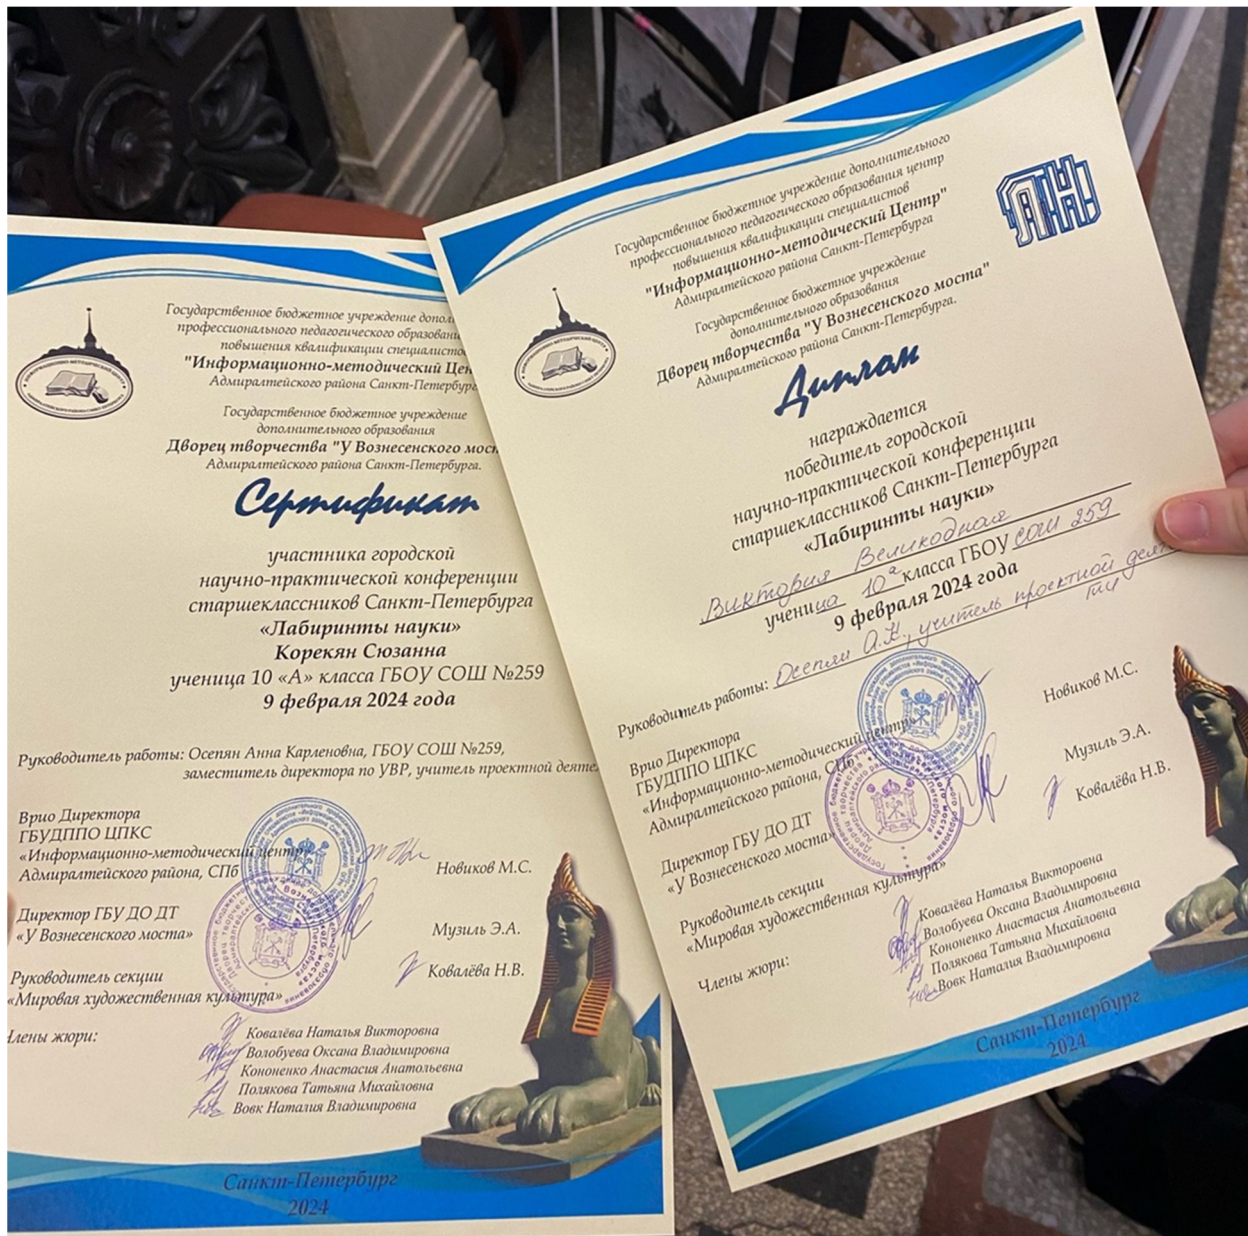 Государственное бюджетное учреждение
профессионального педагогического образования
повышения квалификации
"Информационно-методический
Адмиралтейского района Санкт-Петербурга
Государственное бюджетное учреждение
дополнительного образования
Дворец творчества "У Вознесенского
Адмиралтейского района Санкт-Петербурга.
Сертификат
участника городской
научно-практической конференции
старшеклассников Санкт-Петербурга
«Лабиринты науки»
Корекян Сюзанна
ученица 10 «А» класса ГБОУ СОШ №259
9 февраля 2024 года
Руководитель работы: Осепян Анна Карленовна, ГБОУ СОШ №259,
заместитель директора по УВР, учитель проектной
Врио Директора
ГБУДППО ЦПКС
«Информационно-методический центр»
Адмиралтейского района, СПб
Новиков М.С.
Директор ГБУ ДО ДТ
«У Вознесенского моста»
Музиль Э.А.
Руководитель секции
«Мировая художественная культура»
Ковалёва Н.В.
Члены жюри:
Ковалёва Наталья Викторовна
Волобуева Оксана Владимировна
Кононенко Анастасия Анатольевна
Полякова Татьяна Михайловна
Вовк Наталия Владимировна
Санкт-Петербург
2024
Государственное бюджетное учреждение дополнительного
профессионального педагогического образования центр
повышения квалификации специалистов
"Информационно-методический Центр"
Адмиралтейского района Санкт-Петербурга
Государственное бюджетное учреждение
дополнительного образования
Дворец творчества "У Вознесенского моста"
Адмиралтейского района Санкт-Петербурга.
Диплом
награждается
победитель городской
научно-практической конференции
старшеклассников Санкт-Петербурга
«Лабиринты науки»
Виктория Великодная
ученица 10а класса ГБОУ СОШ 259
9 февраля 2024 года
Руководитель работы: Осепян А.К., учитель проектной
Врио Директора
ГБУДППО ЦПКС
«Информационно-методический центр»
Адмиралтейского района, СПб
Новиков М.С.
Директор ГБУ ДО ДТ
«У Вознесенского моста»
Музиль Э.А.
Руководитель секции
«Мировая художественная культура»
Ковалёва Н.В.
Члены жюри:
Ковалёва Наталья Викторовна
Волобуева Оксана Владимировна
Кононенко Анастасия Анатольевна
Полякова Татьяна Михайловна
Вовк Наталия Владимировна
Санкт-Петербург
2024